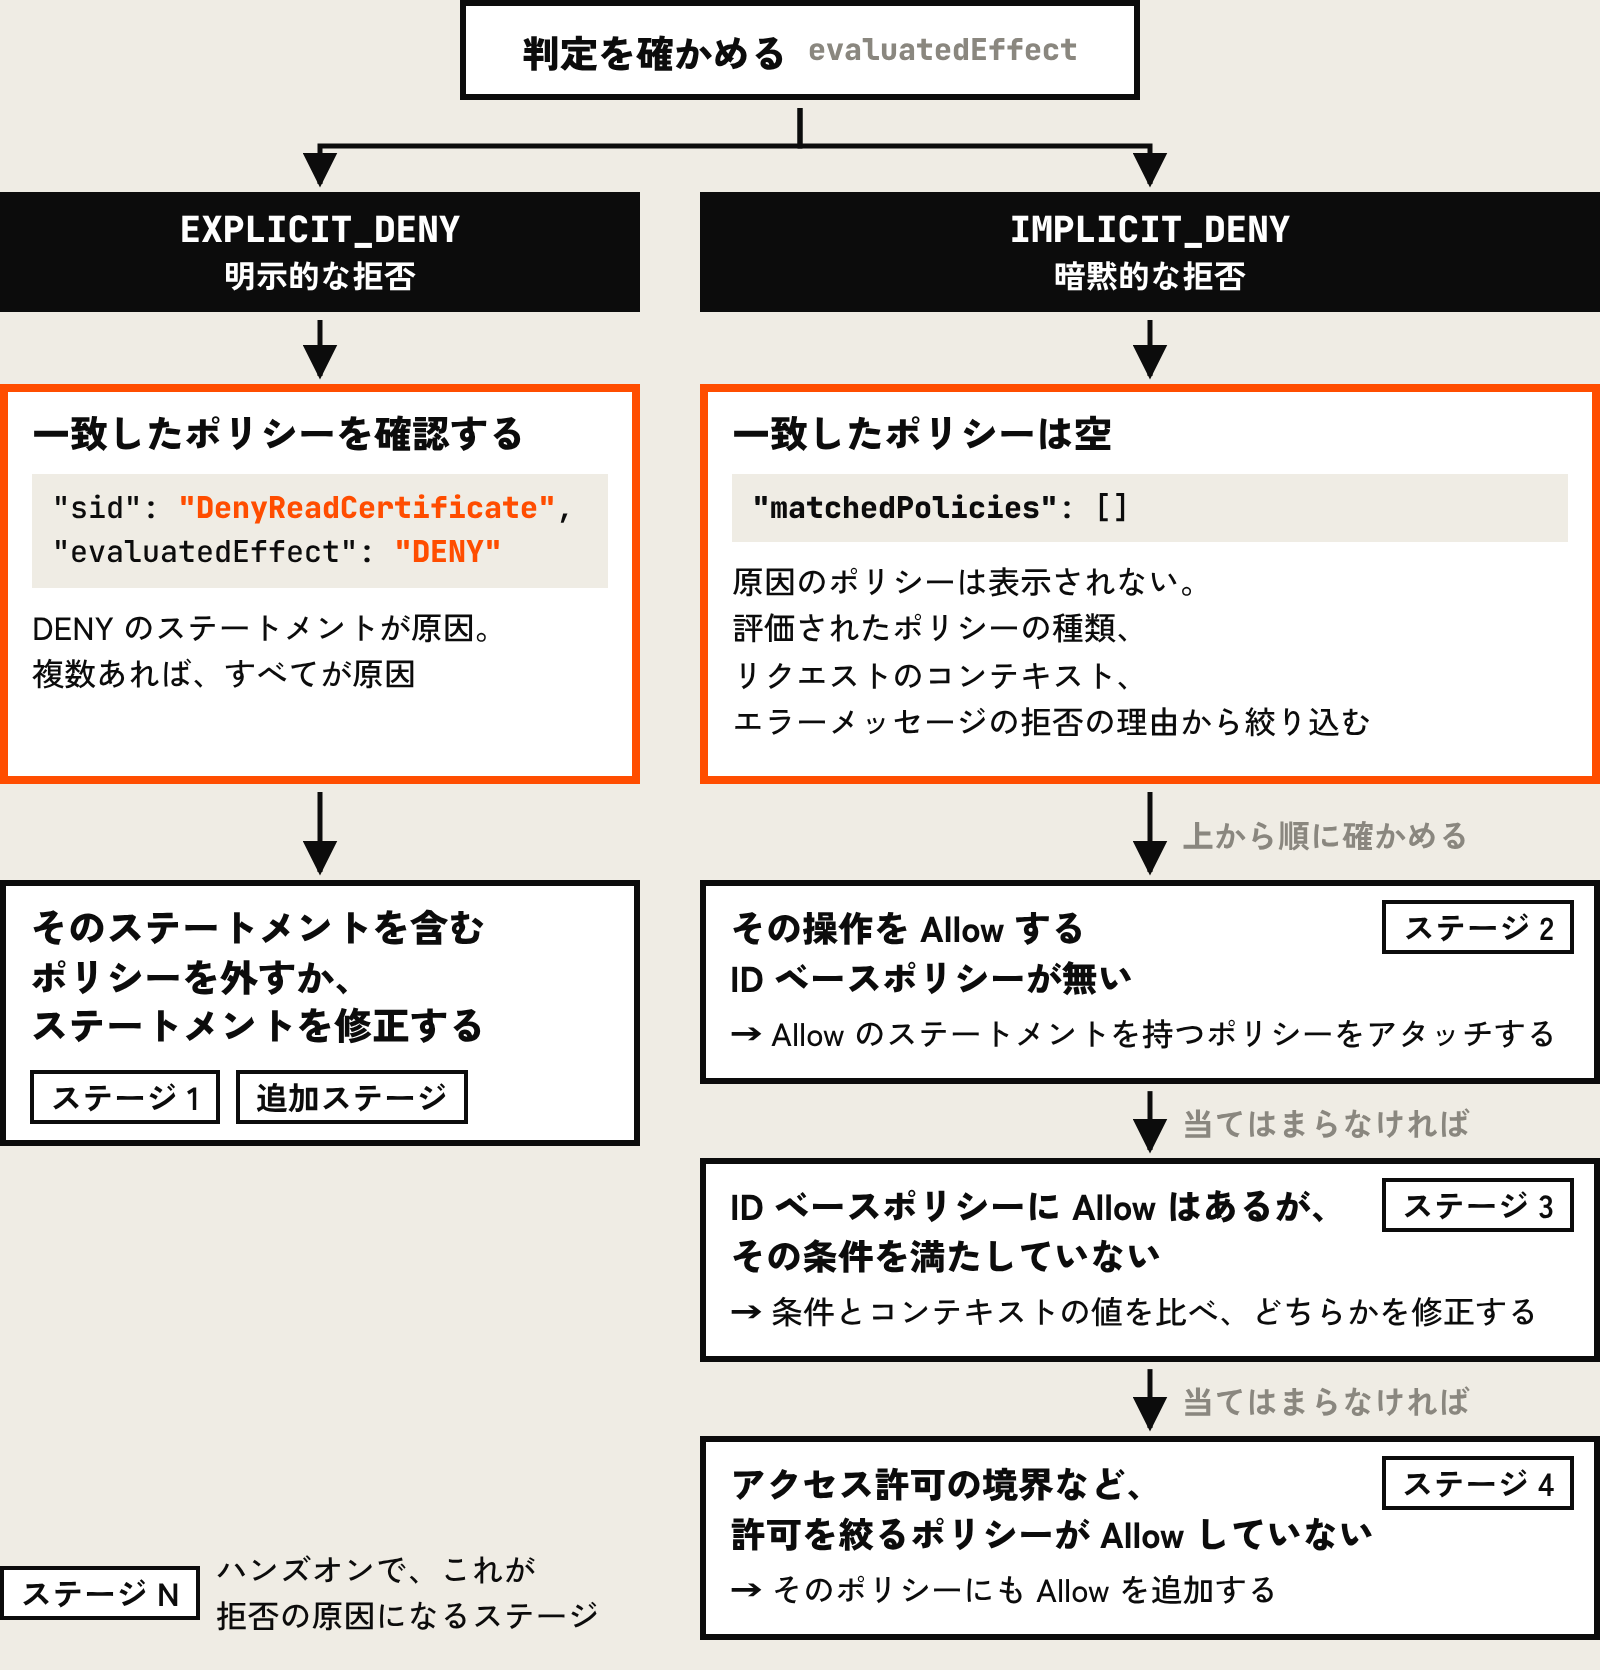 判定を確かめる evaluatedEffect
EXPLICIT_DENY
明示的な拒否
一致したポリシーを確認する
"sid": "DenyReadCertificate",
"evaluatedEffect": "DENY"
DENY のステートメントが原因。
複数あれば、すべてが原因
そのステートメントを含む
ポリシーを外すか、
ステートメントを修正する
ステージ 1 追加ステージ
IMPLICIT_DENY
暗黙的な拒否
一致したポリシーは空
"matchedPolicies": []
原因のポリシーは表示されない。
評価されたポリシーの種類、
リクエストのコンテキスト、
エラーメッセージの拒否の理由から絞り込む
上から順に確かめる
その操作を Allow する
ステージ 2
ID ベースポリシーが無い
→ Allow のステートメントを持つポリシーをアタッチする
当てはまらなければ
ID ベースポリシーに Allow はあるが、
ステージ 3
その条件を満たしていない
→ 条件とコンテキストの値を比べ、どちらかを修正する
当てはまらなければ
アクセス許可の境界など、
ステージ 4
許可を絞るポリシーが Allow していない
→ そのポリシーにも Allow を追加する
ステージ N
ハンズオンで、これが
拒否の原因になるステージ